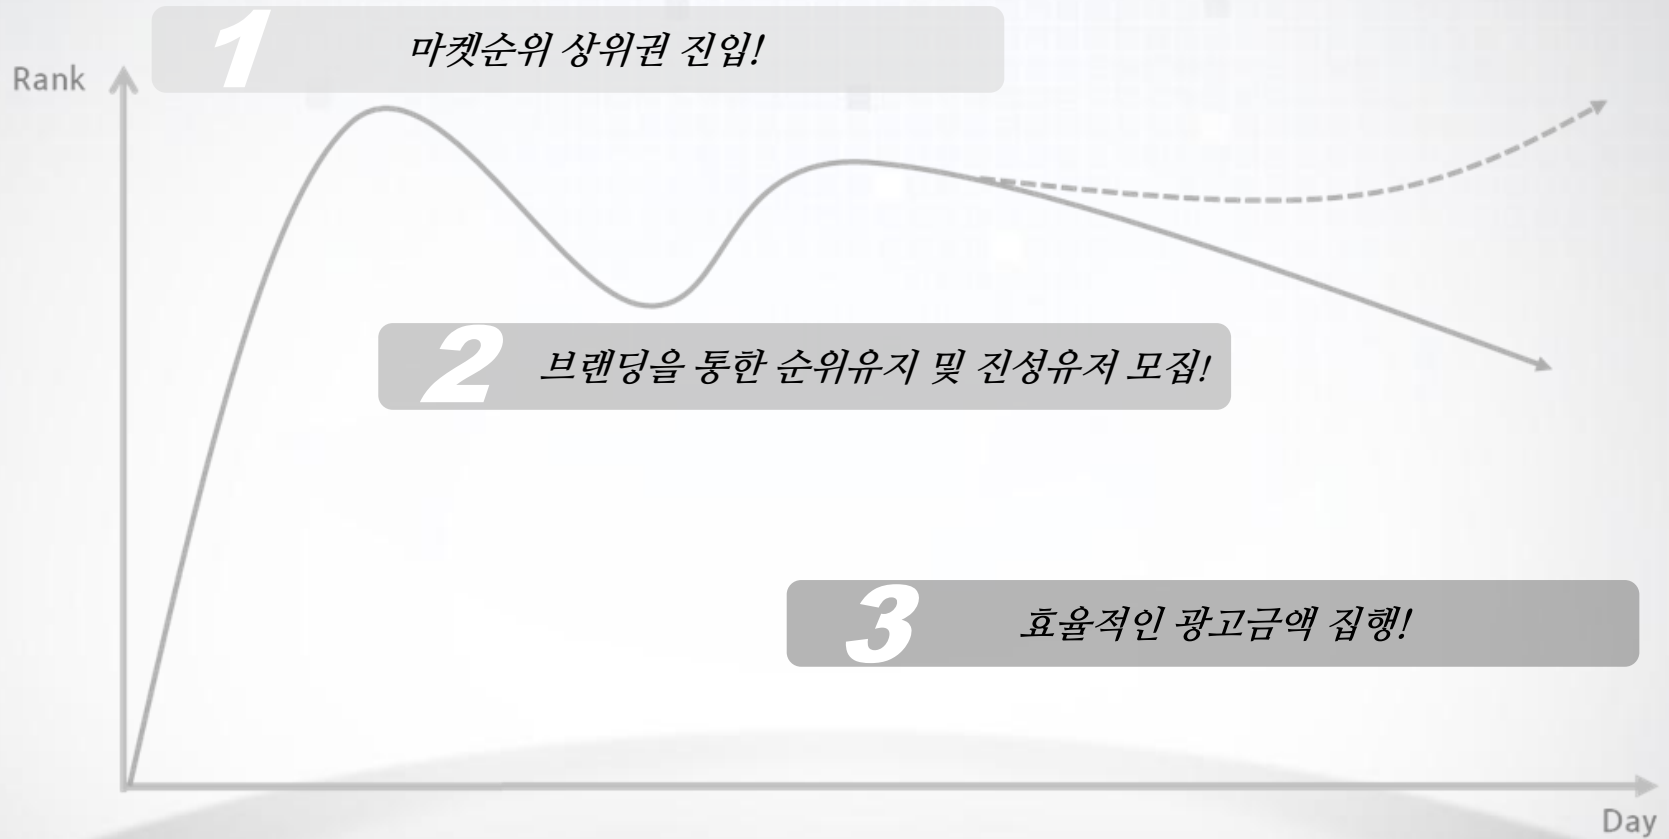 1 마켓순위 상위권 진입!
Rank
2 브랜딩을 통한 순위유지 및 진성유저 모집!
3 효율적인 광고금액 집행!
Day